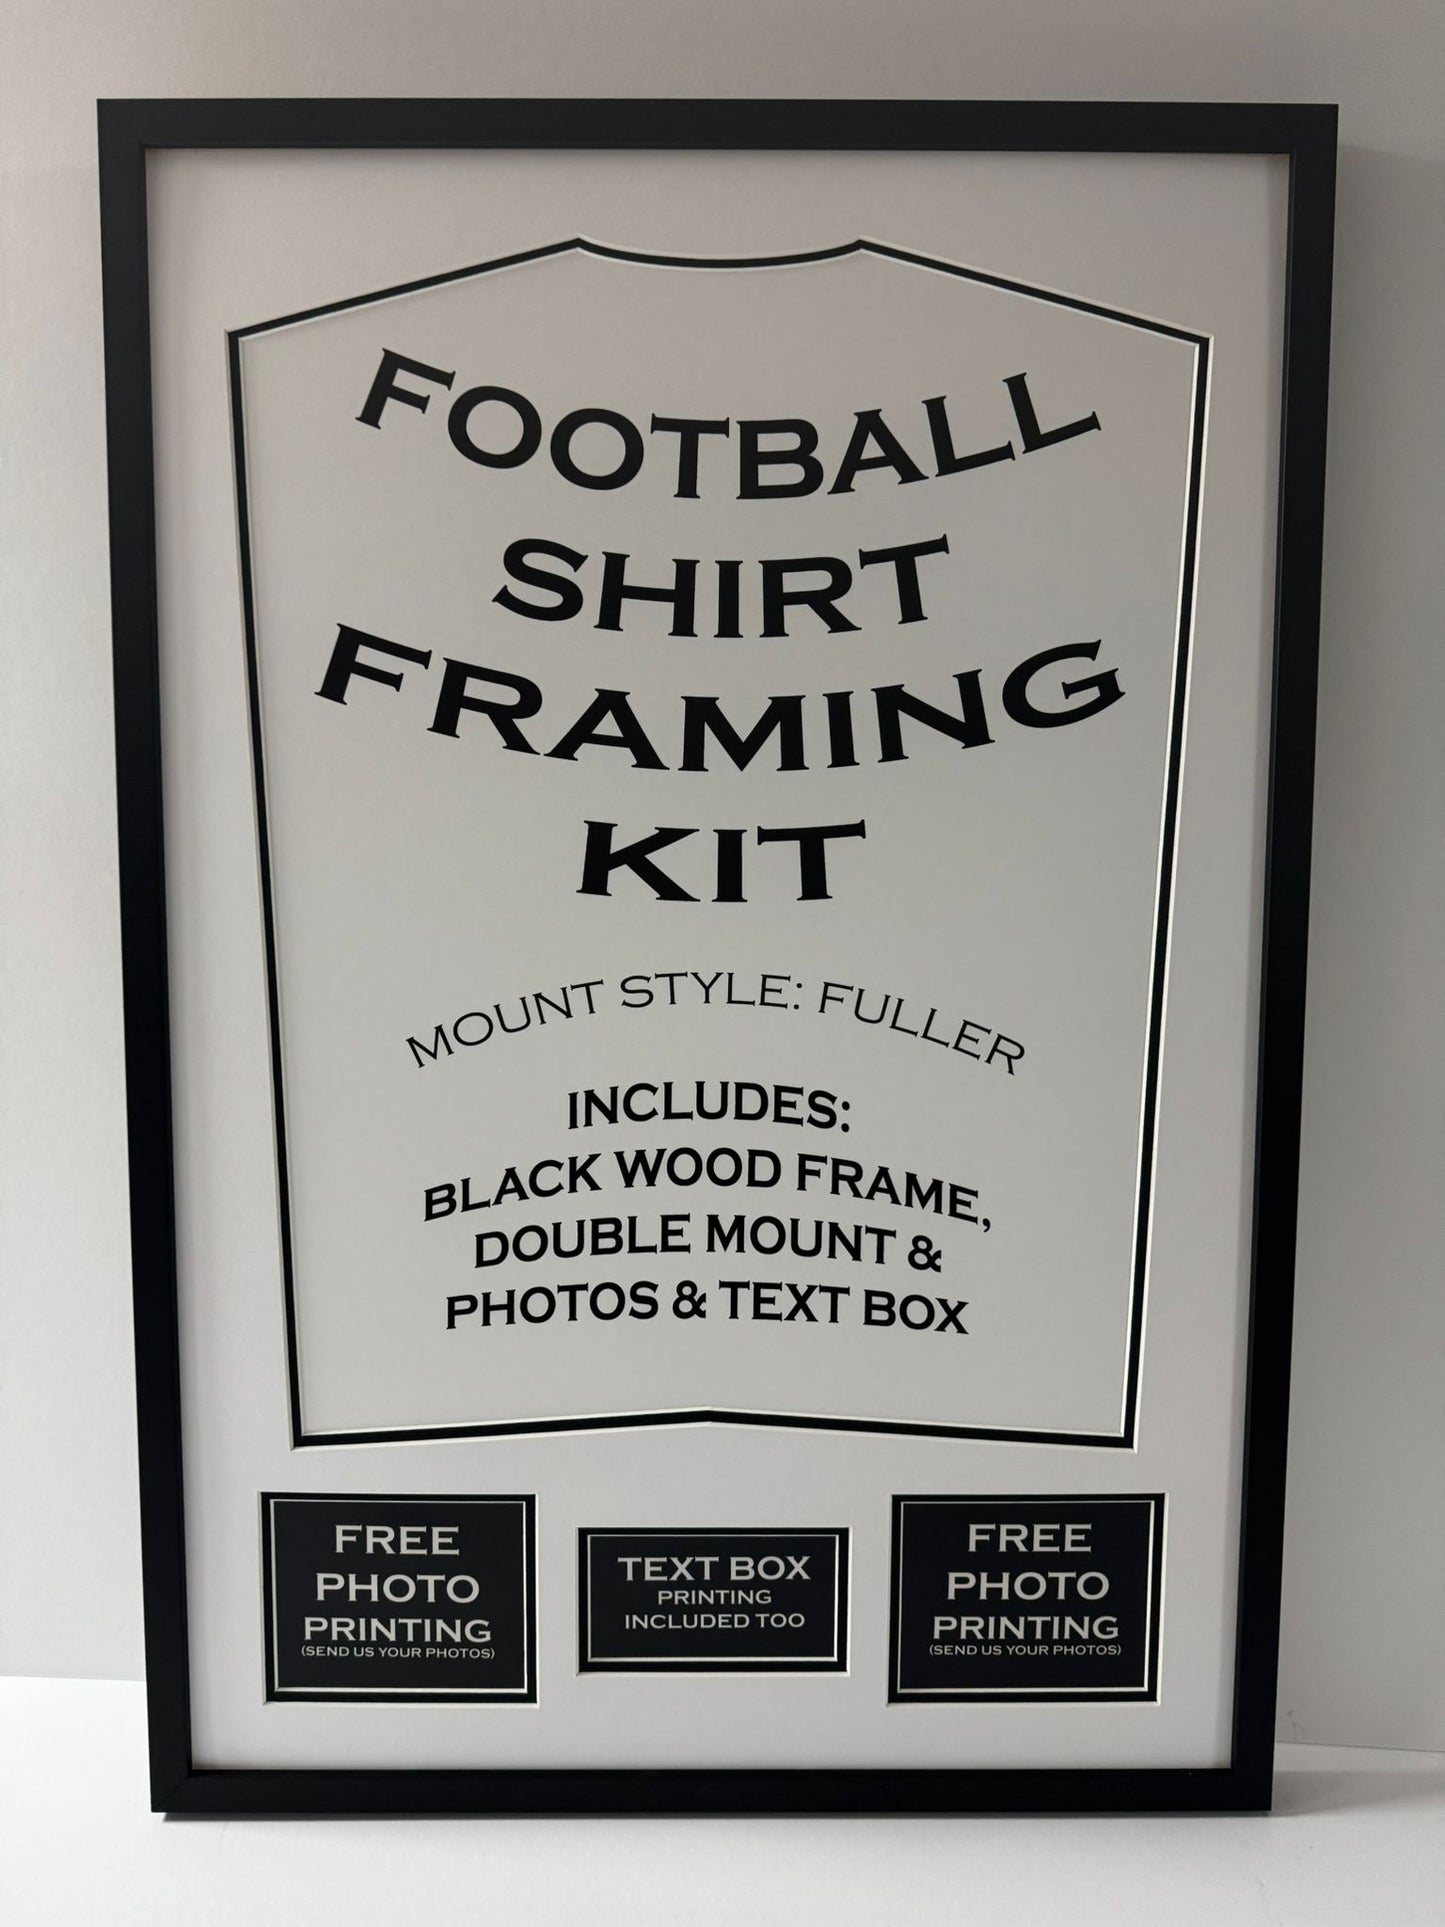 FOOTBALL
SHIRT
FRAMING
KIT
MOUNT STYLE: FULLER
INCLUDES:
BLACK WOOD FRAME,
DOUBLE MOUNT &
PHOTOS & TEXT BOX
FREE
PHOTO
PRINTING
(SEND US YOUR PHOTOS)
TEXT BOX
PRINTING
INCLUDED TOO
FREE
PHOTO
PRINTING
(SEND US YOUR PHOTOS)